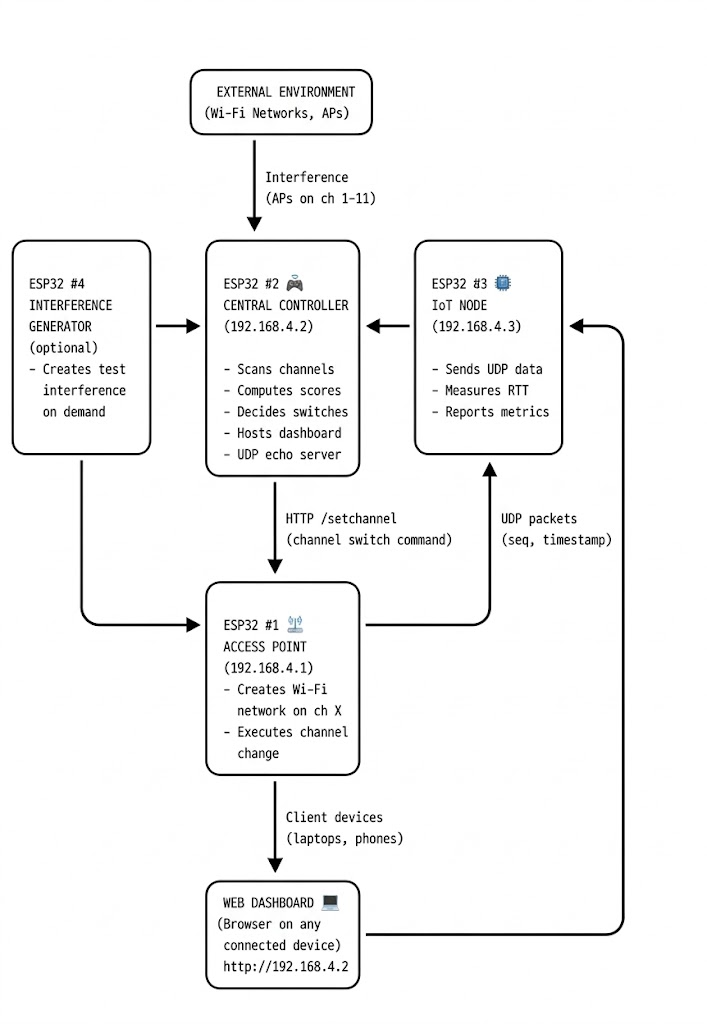 EXTERNAL ENVIRONMENT
(Wi-Fi Networks, APs)
Interference
(APs on ch 1-11)
ESP32 #4
INTERFERENCE
GENERATOR
(optional)
- Creates test
interference
on demand
ESP32 #2
CENTRAL CONTROLLER
(192.168.4.2)
- Scans channels
- Computes scores
- Decides switches
- Hosts dashboard
- UDP echo server
ESP32 #3
IoT NODE
(192.168.4.3)
- Sends UDP data
- Measures RTT
- Reports metrics
HTTP /setchannel
(channel switch command)
UDP packets
(seq, timestamp)
ESP32 #1
ACCESS POINT
(192.168.4.1)
- Creates Wi-Fi
network on ch X
- Executes channel
change
Client devices
(laptops, phones)
WEB DASHBOARD
(Browser on any
connected device)
http://192.168.4.2